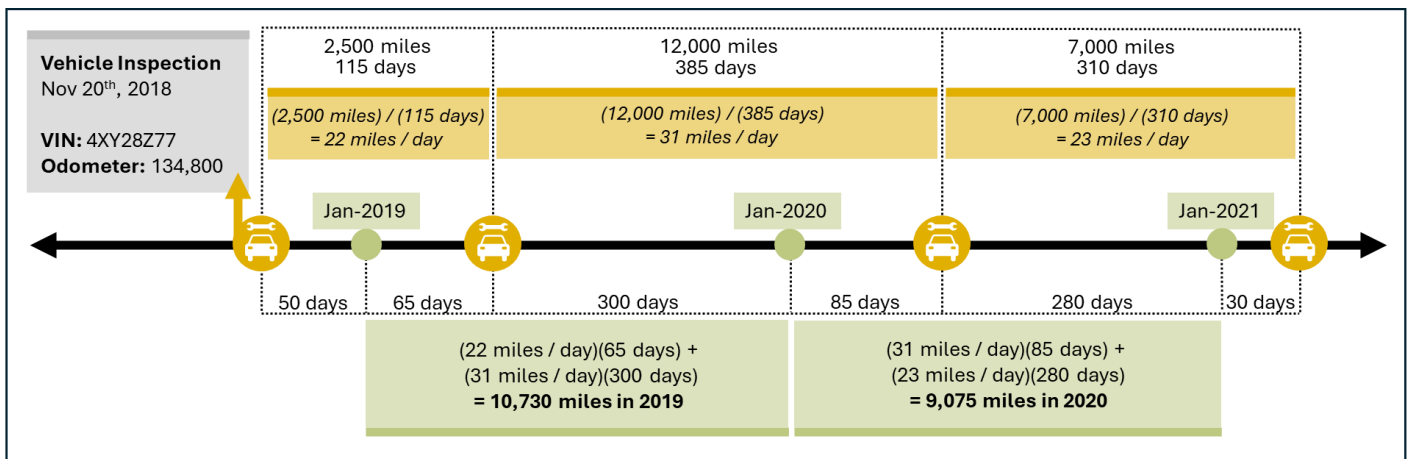 Vehicle Inspection
Nov 20th, 2018
VIN: 4XY28Z77
Odometer: 134,800
2,500 miles
115 days
(2,500 miles) / (115 days)
= 22 miles / day
12,000 miles
385 days
(12,000 miles) / (385 days)
= 31 miles / day
7,000 miles
310 days
(7,000 miles) / (310 days)
= 23 miles / day
Jan-2019
Jan-2020
Jan-2021
50 days
65 days
300 days
85 days
280 days
30 days
(22 miles / day)(65 days) +
(31 miles / day)(300 days)
= 10,730 miles in 2019
(31 miles / day)(85 days) +
(23 miles / day)(280 days)
= 9,075 miles in 2020